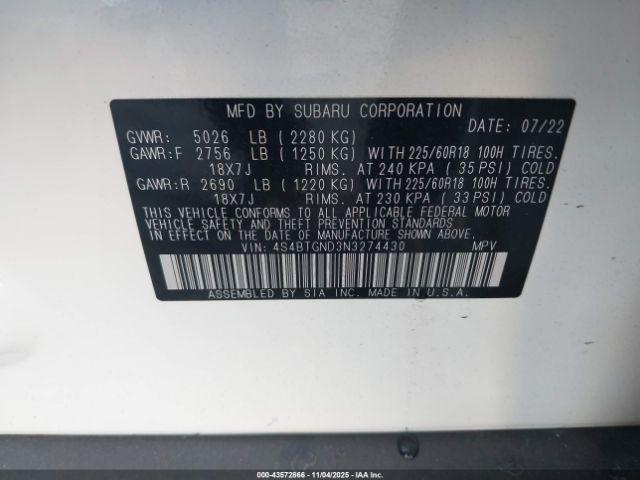 MFD BY SUBARU CORPORATION
DATE: 07/22
GVWR: 5026 LB (2280 KG)
GAWR:F 2756 LB (1250 KG) WITH 225/60R18 100H TIRES.
18X7J RIMS. AT 240 KPA (35 PSI) COLD
GAWR:R 2690 LB (1220 KG) WITH 225/60R18 100H TIRES.
18X7J RIMS. AT 230 KPA (33 PSI) COLD
THIS VEHICLE CONFORMS TO ALL APPLICABLE FEDERAL MOTOR
VEHICLE SAFETY AND THEFT PREVENTION STANDARDS
IN EFFECT ON THE DATE OF MANUFACTURE SHOWN ABOVE.
VIN: 4S4BTGND3N3274430 MPV
ASSEMBLED BY SIA INC. MADE IN U.S.A.
000-43572866 - 11/04/2025 - IAA Inc.